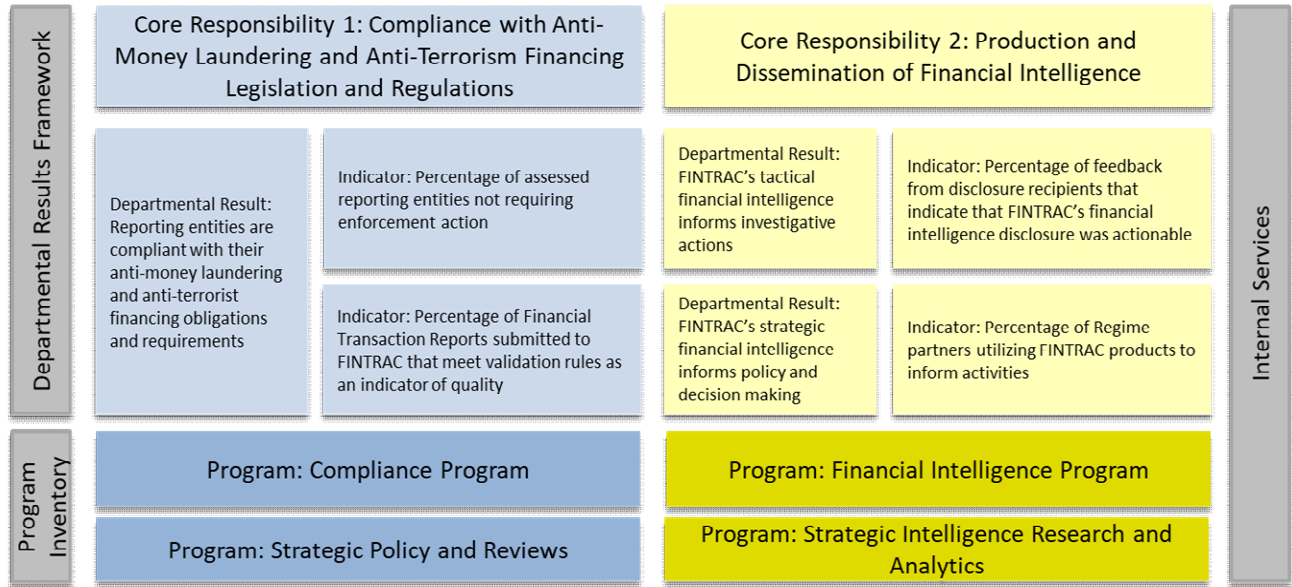 Departmental Results Framework
Core Responsibility 1: Compliance with Anti-
Money Laundering and Anti-Terrorism Financing
Legislation and Regulations
Departmental Result:
Reporting entities are
compliant with their
anti-money laundering
and anti-terrorist
financing obligations
and requirements
Indicator: Percentage of assessed
reporting entities not requiring
enforcement action
Indicator: Percentage of Financial
Transaction Reports submitted to
FINTRAC that meet validation rules as
an indicator of quality
Core Responsibility 2: Production and
Dissemination of Financial Intelligence
Departmental Result:
FINTRAC’s tactical
financial intelligence
informs investigative
actions
Indicator: Percentage of feedback
from disclosure recipients that
indicate that FINTRAC’s financial
intelligence disclosure was actionable
Departmental Result:
FINTRAC’s strategic
financial intelligence
informs policy and
decision making
Indicator: Percentage of Regime
partners utilizing FINTRAC products to
inform activities
Internal Services
Program
Inventory
Program: Compliance Program
Program: Strategic Policy and Reviews
Program: Financial Intelligence Program
Program: Strategic Intelligence Research and
Analytics